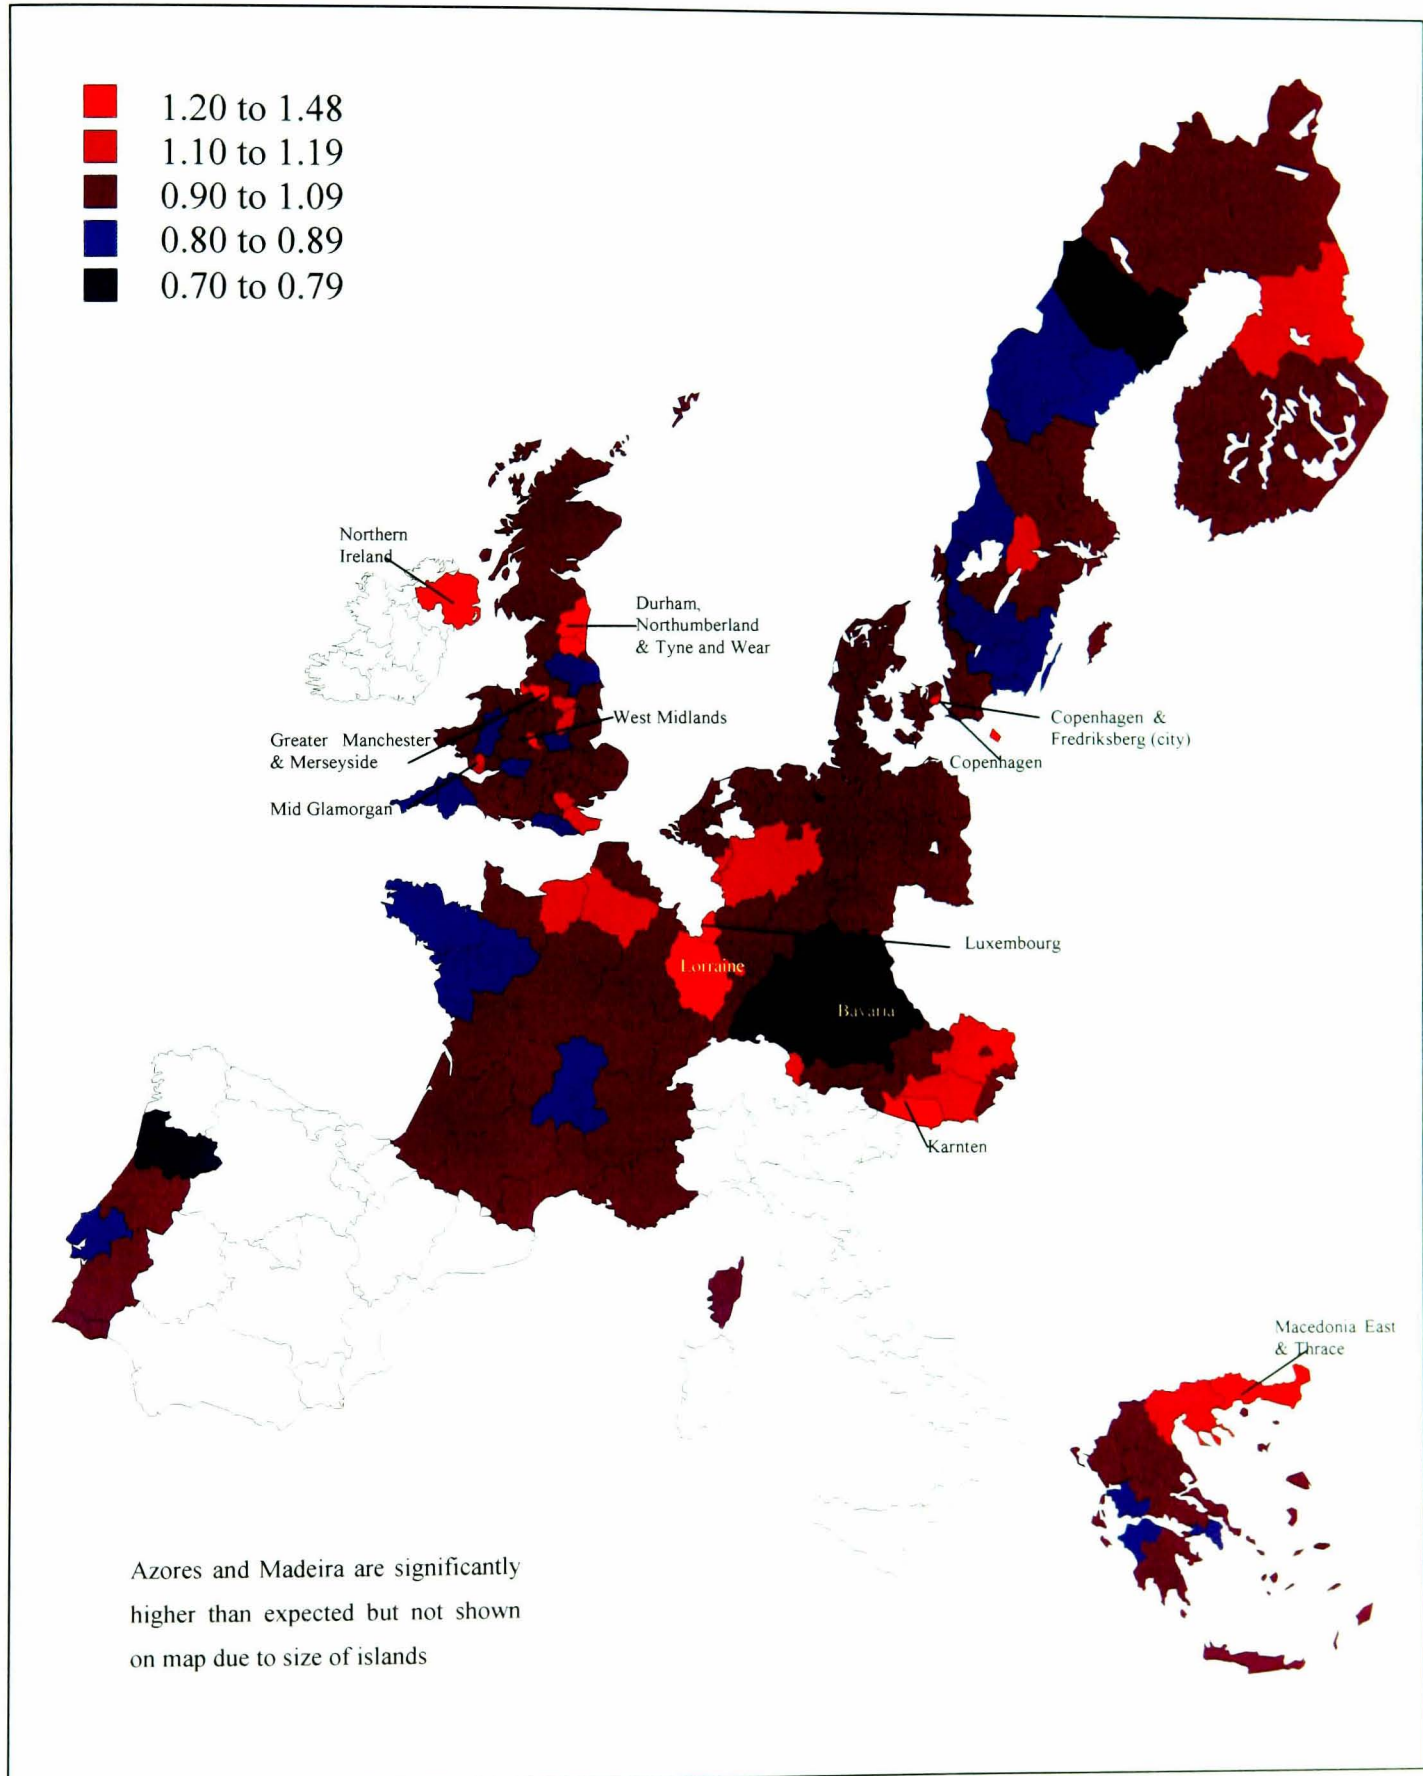 1.20 to 1.48
1.10 to 1.19
0.90 to 1.09
0.80 to 0.89
0.70 to 0.79
Northern
Ireland
Durham,
Northumberland
& Tyne and Wear
West Midlands
Greater Manchester
& Merseyside
Mid Glamorgan
Copenhagen &
Fredriksberg (city)
Copenhagen
Luxembourg
Lorraine
Bavaria
Karnten
Macedonia East
& Thrace
Azores and Madeira are significantly
higher than expected but not shown
on map due to size of islands